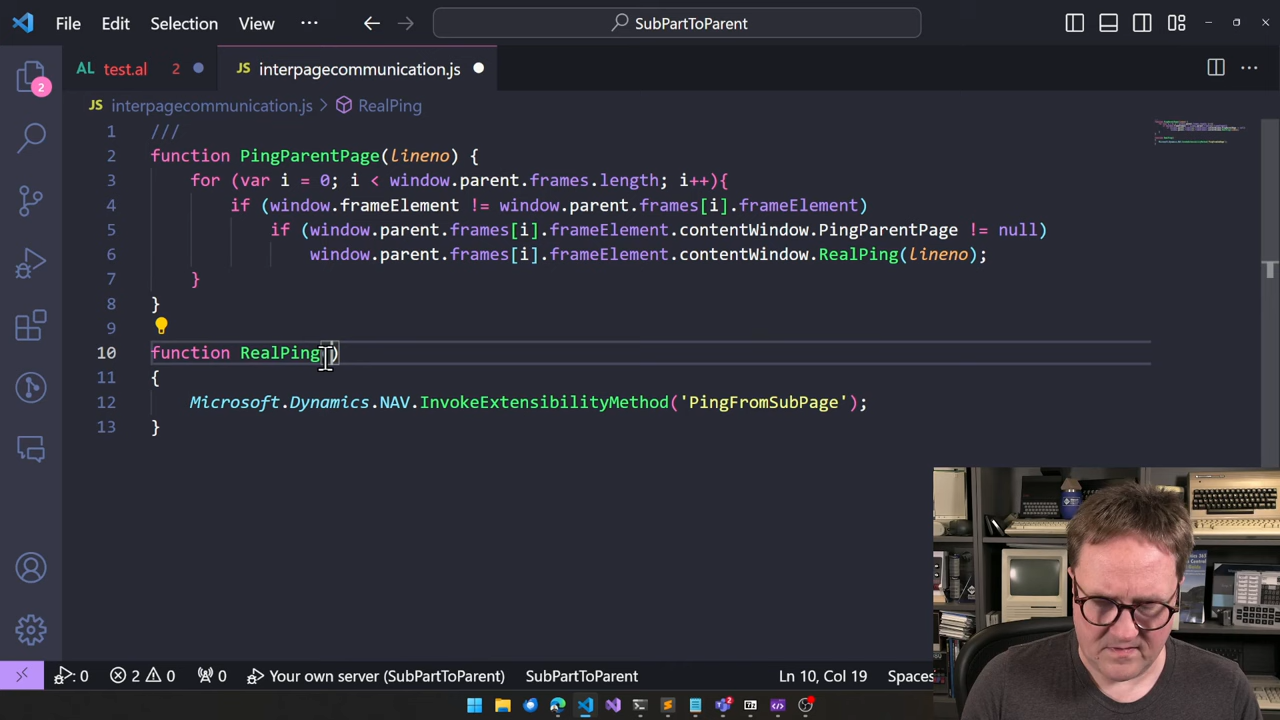 File Edit Selection View ··· ← → SubPartToParent
AL test.al 2 ● JS interpagecommunication.js ●
JS interpagecommunication.js > RealPing
1 ///
2 function PingParentPage(lineno) {
3 for (var i = 0; i < window.parent.frames.length; i++){
4 if (window.frameElement != window.parent.frames[i].frameElement)
5 if (window.parent.frames[i].frameElement.contentWindow.PingParentPage != null)
6 window.parent.frames[i].frameElement.contentWindow.RealPing(lineno);
7 }
8 }
9
10 function RealPing()
11 {
12 Microsoft.Dynamics.NAV.InvokeExtensibilityMethod('PingFromSubPage');
13 }
2
0 2 0 0 Your own server (SubPartToParent) SubPartToParent Ln 10, Col 19 Spaces